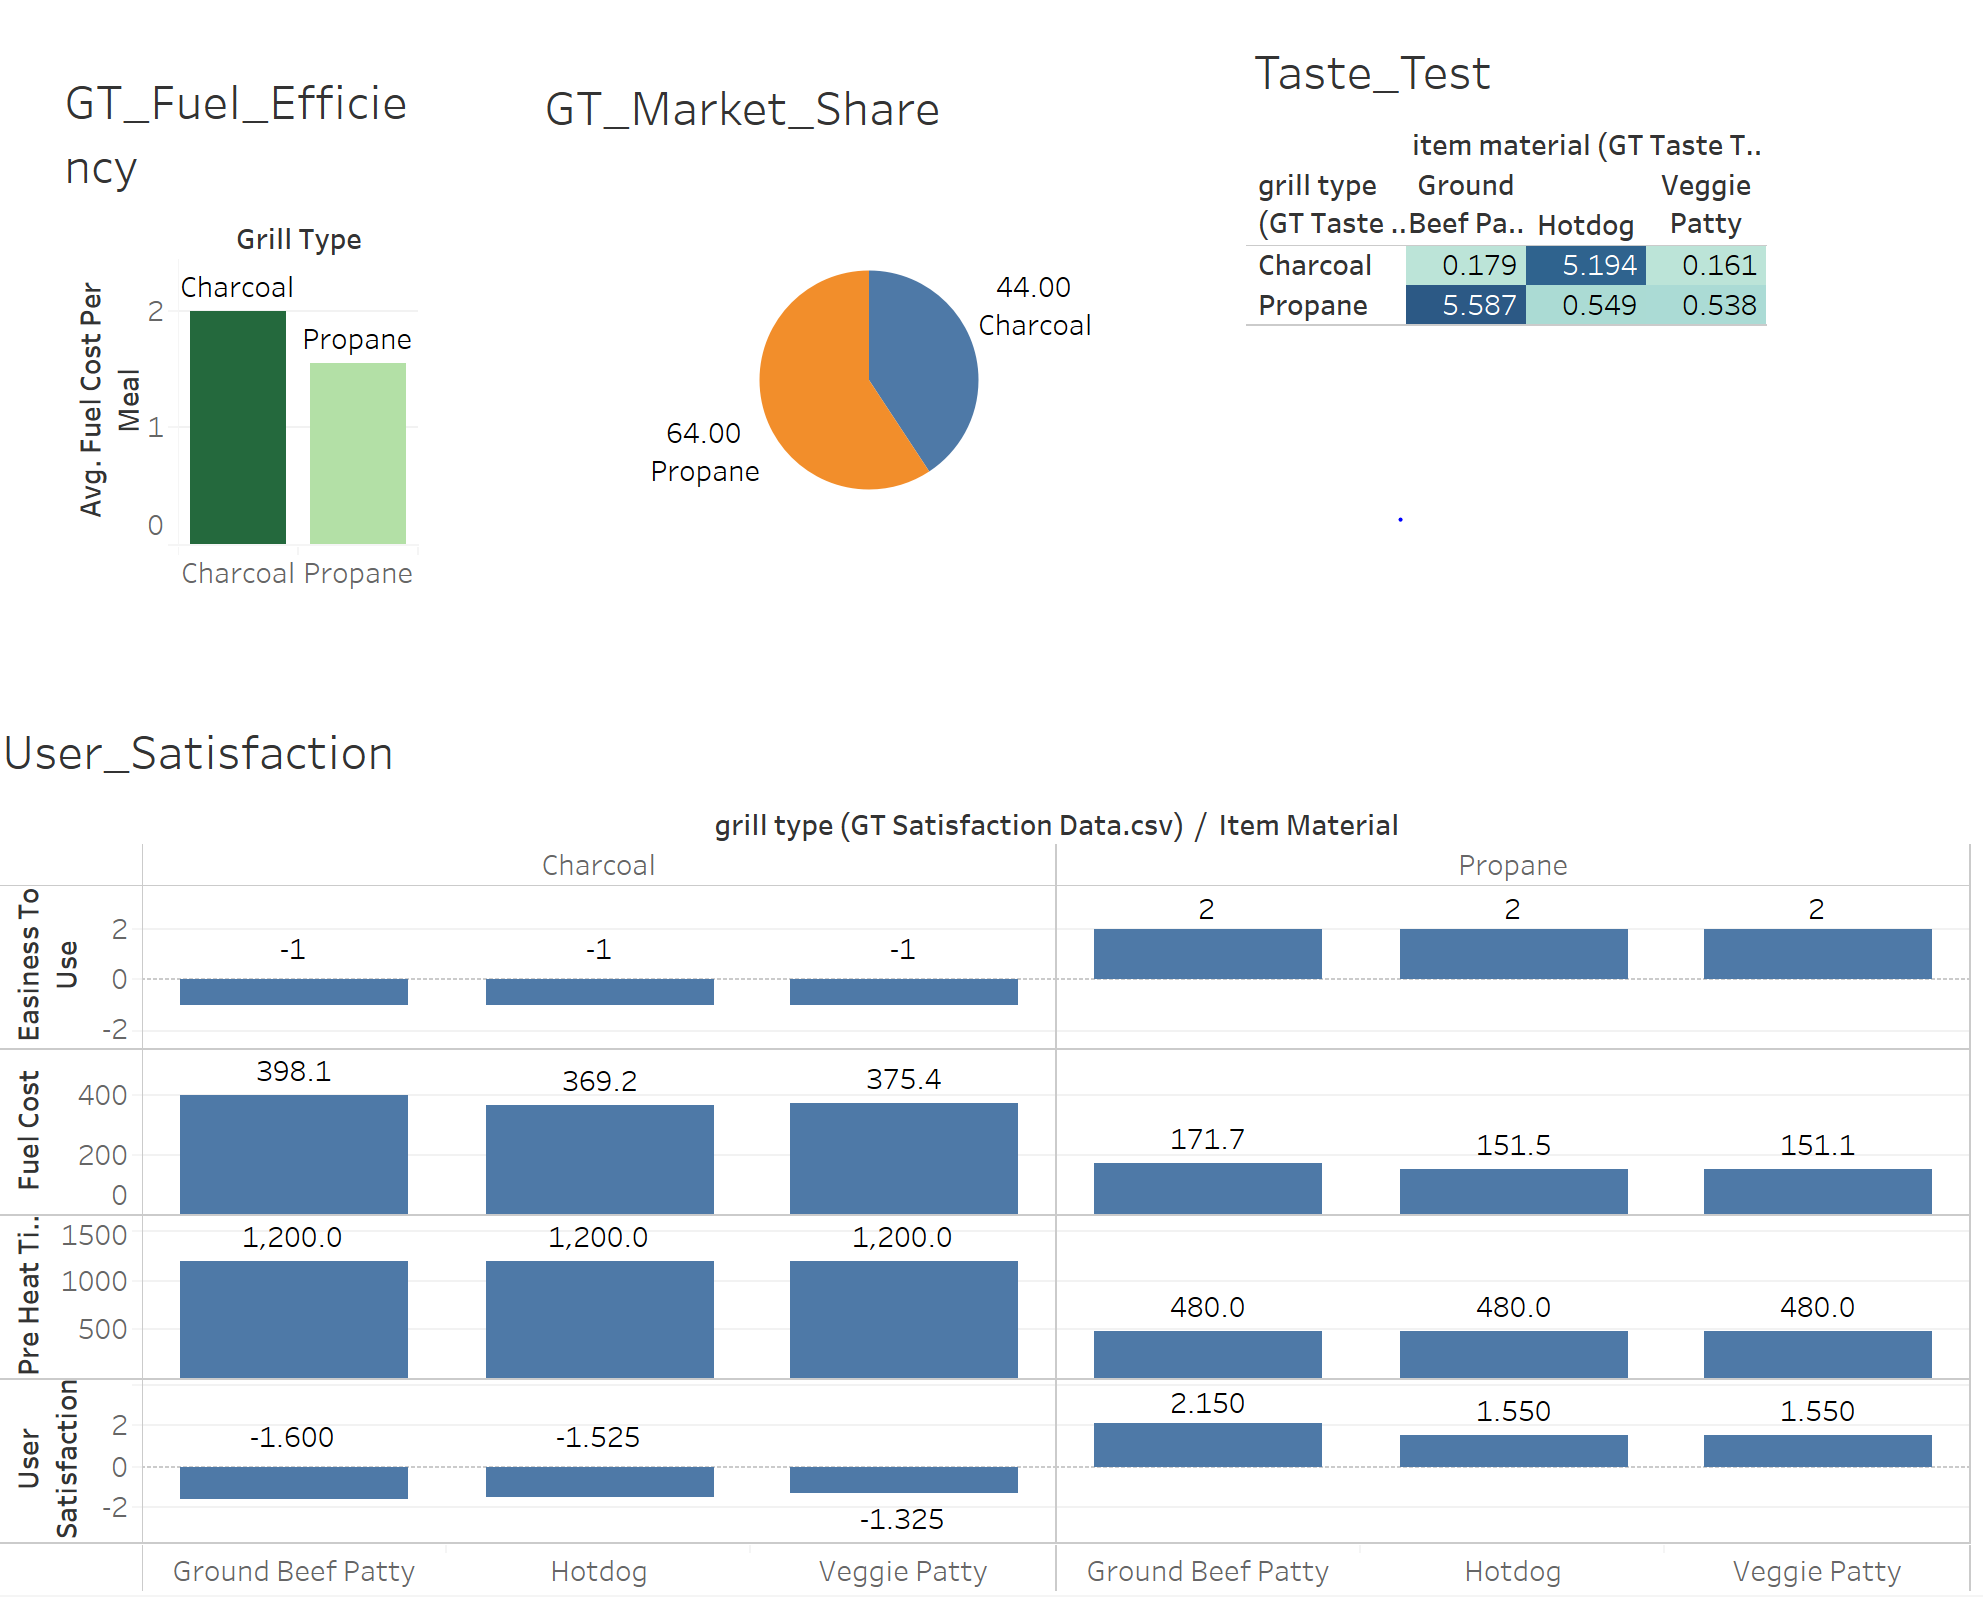 GT_Fuel_Efficie
ncy
Grill Type
Charcoal
Propane
Avg. Fuel Cost Per
Meal
2
1
0
Charcoal Propane
GT_Market_Share
44.00
Charcoal
64.00
Propane
Taste_Test
item material (GT Taste T..
grill type Ground Veggie
(GT Taste .. Beef Pa.. Hotdog Patty
Charcoal 0.179 5.194 0.161
Propane 5.587 0.549 0.538
User_Satisfaction
grill type (GT Satisfaction Data.csv) / Item Material
Charcoal Propane
Easiness To
Use
2
0
-2
-1 -1 -1 2 2 2
Fuel Cost
400
200
0
398.1 369.2 375.4 171.7 151.5 151.1
Pre Heat Ti..
1500
1000
500
1,200.0 1,200.0 1,200.0 480.0 480.0 480.0
User
Satisfaction
2
0
-2
-1.600 -1.525 -1.325 2.150 1.550 1.550
Ground Beef Patty Hotdog Veggie Patty Ground Beef Patty Hotdog Veggie Patty